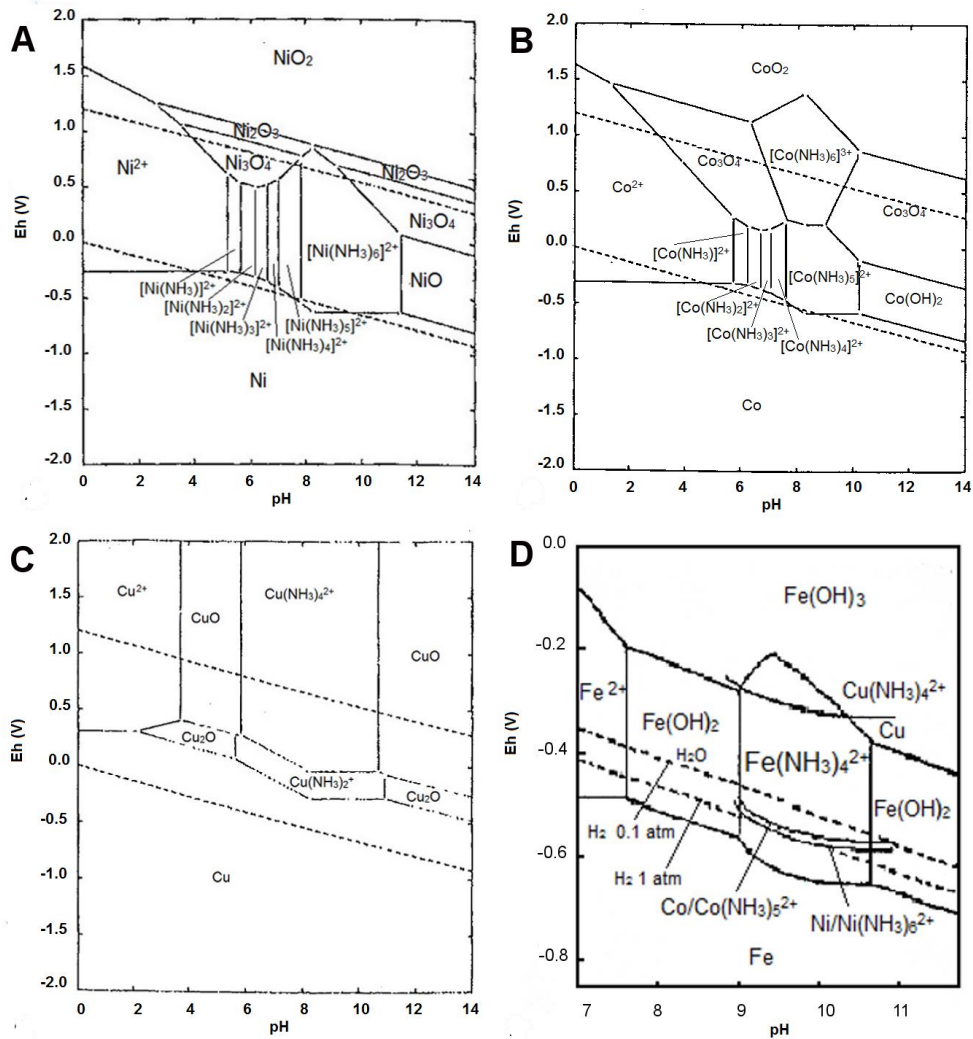 A
2.0
1.5
1.0
0.5
0.0
-0.5
-1.0
-1.5
-2.0
Eh (V)
NiO₂
Ni₂O₃
Ni₃O₄
Ni²⁺
Ni₂O₃
Ni₃O₄
[Ni(NH₃)₆]²⁺
NiO
[Ni(NH₃)]²⁺
[Ni(NH₃)₂]²⁺
[Ni(NH₃)₃]²⁺
[Ni(NH₃)₅]²⁺
[Ni(NH₃)₄]²⁺
Ni
0 2 4 6 8 10 12 14
pH
B
2.0
1.5
1.0
0.5
0.0
-0.5
-1.0
-1.5
-2.0
Eh (V)
CoO₂
[Co(NH₃)₆]³⁺
Co₃O₄
Co²⁺
Co₃O₄
[Co(NH₃)]²⁺
[Co(NH₃)₅]²⁺
Co(OH)₂
[Co(NH₃)₂]²⁺
[Co(NH₃)₃]²⁺
[Co(NH₃)₄]²⁺
Co
0 2 4 6 8 10 12 14
pH
C
2.0
1.5
1.0
0.5
0.0
-0.5
-1.0
-1.5
-2.0
Eh (V)
Cu²⁺
CuO
Cu(NH₃)₄²⁺
CuO
Cu₂O
Cu(NH₃)₂⁺
Cu₂O
Cu
0 2 4 6 8 10 12 14
pH
D
0.0
-0.2
-0.4
-0.6
-0.8
Eh (V)
Fe(OH)₃
Fe ²⁺
Fe(OH)₂
Cu(NH₃)₄²⁺
Cu
H₂O
Fe(NH₃)₄²⁺
Fe(OH)₂
H₂ 0.1 atm
H₂ 1 atm
Co/Co(NH₃)₅²⁺
Ni/Ni(NH₃)₆²⁺
Fe
7 8 9 10 11
pH